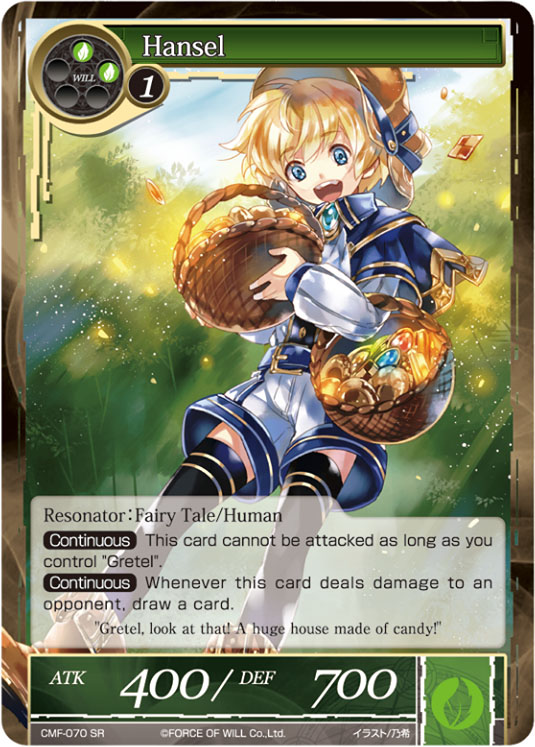 Hansel
WILL
1
Resonator:Fairy Tale/Human
Continuous This card cannot be attacked as long as you
control "Gretel".
Continuous Whenever this card deals damage to an
opponent, draw a card.
"Gretel, look at that! A huge house made of candy!"
ATK 400/ DEF 700
CMF-070 SR ©FORCE OF WILL Co.,Ltd. イラスト/乃希